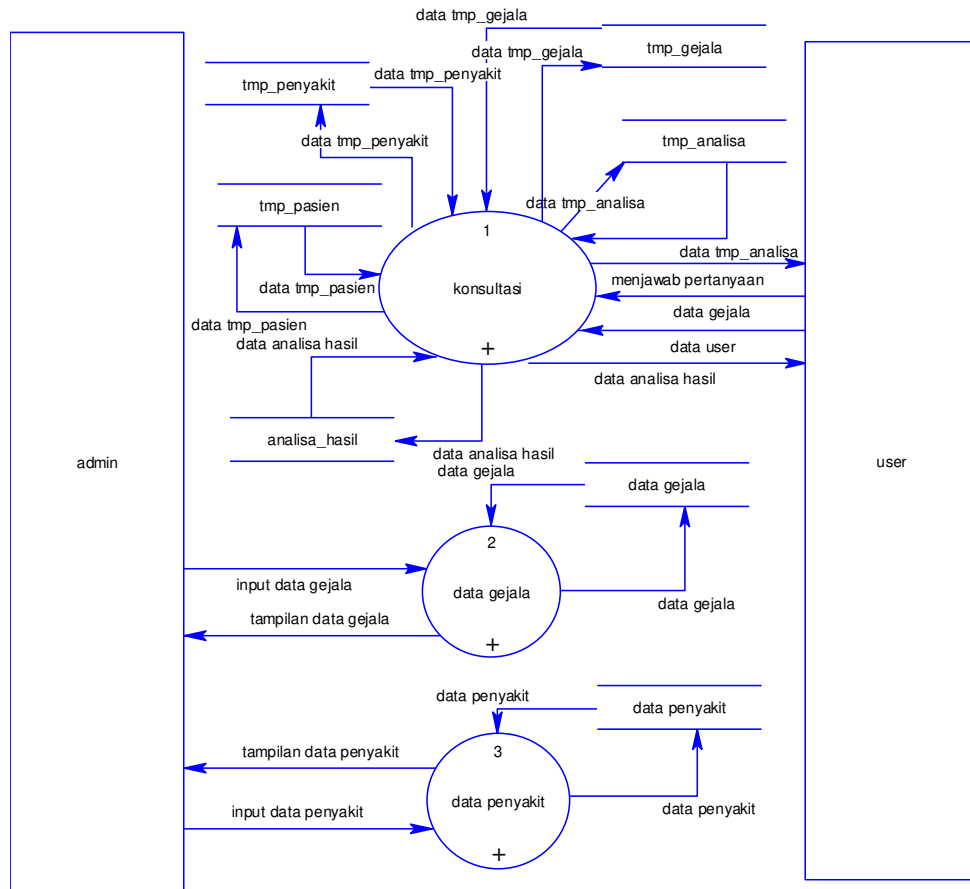 data tmp_gejala
data tmp_gejala
tmp_gejala
data tmp_penyakit
tmp_penyakit
data tmp_penyakit
tmp_analisa
tmp_pasien
data tmp_analisa
1
data tmp_analisa
konsultasi
menjawab pertanyaan
data tmp_pasien
data gejala
data tmp_pasien
data analisa hasil
data user
+
data analisa hasil
analisa_hasil
data analisa hasil
admin
user
data gejala
data gejala
2
input data gejala
data gejala
data gejala
tampilan data gejala
+
data penyakit
data penyakit
3
tampilan data penyakit
data penyakit
data penyakit
input data penyakit
+